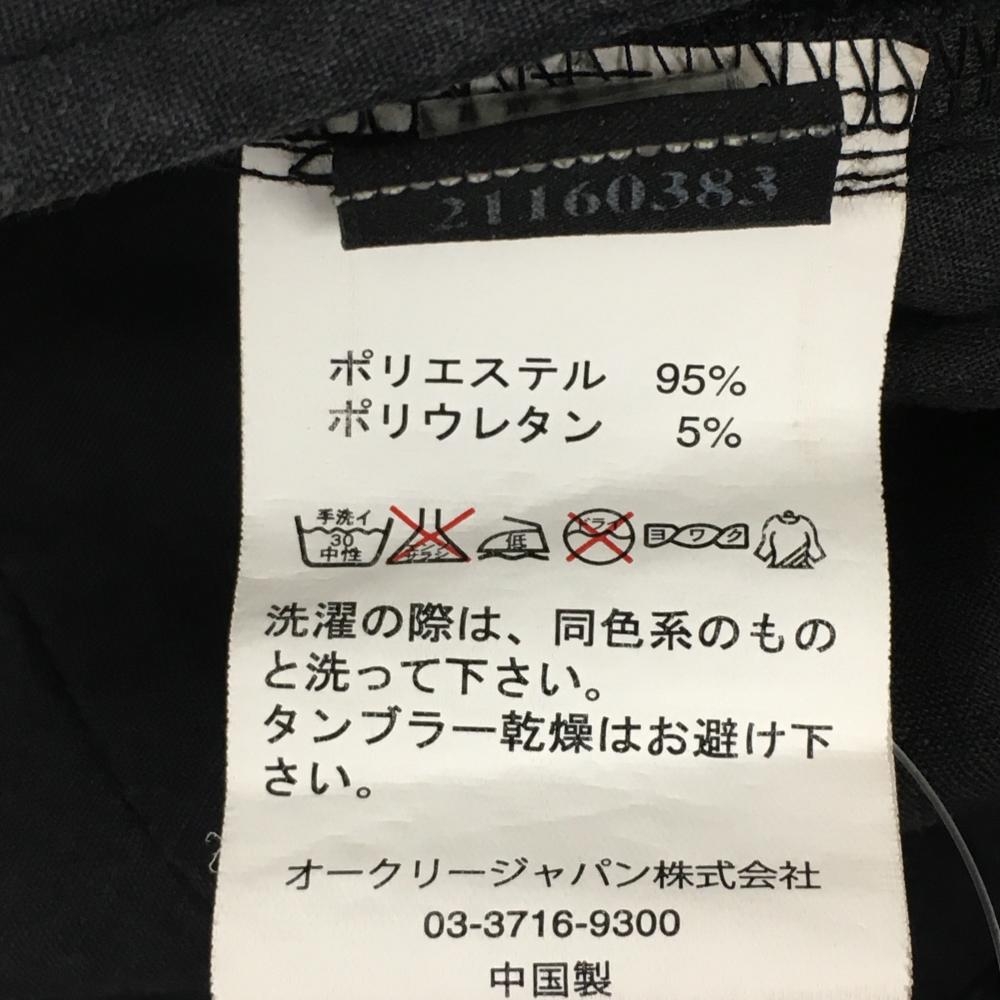 21160383
ポリエステル 95%
ポリウレタン 5%
手洗イ
30
中性
エンソ
サラシ
低
ドライ
ヨワク
洗濯の際は、同色系のもの
と洗って下さい。
タンブラー乾燥はお避け下
さい。
オークリージャパン株式会社
03-3716-9300
中国製